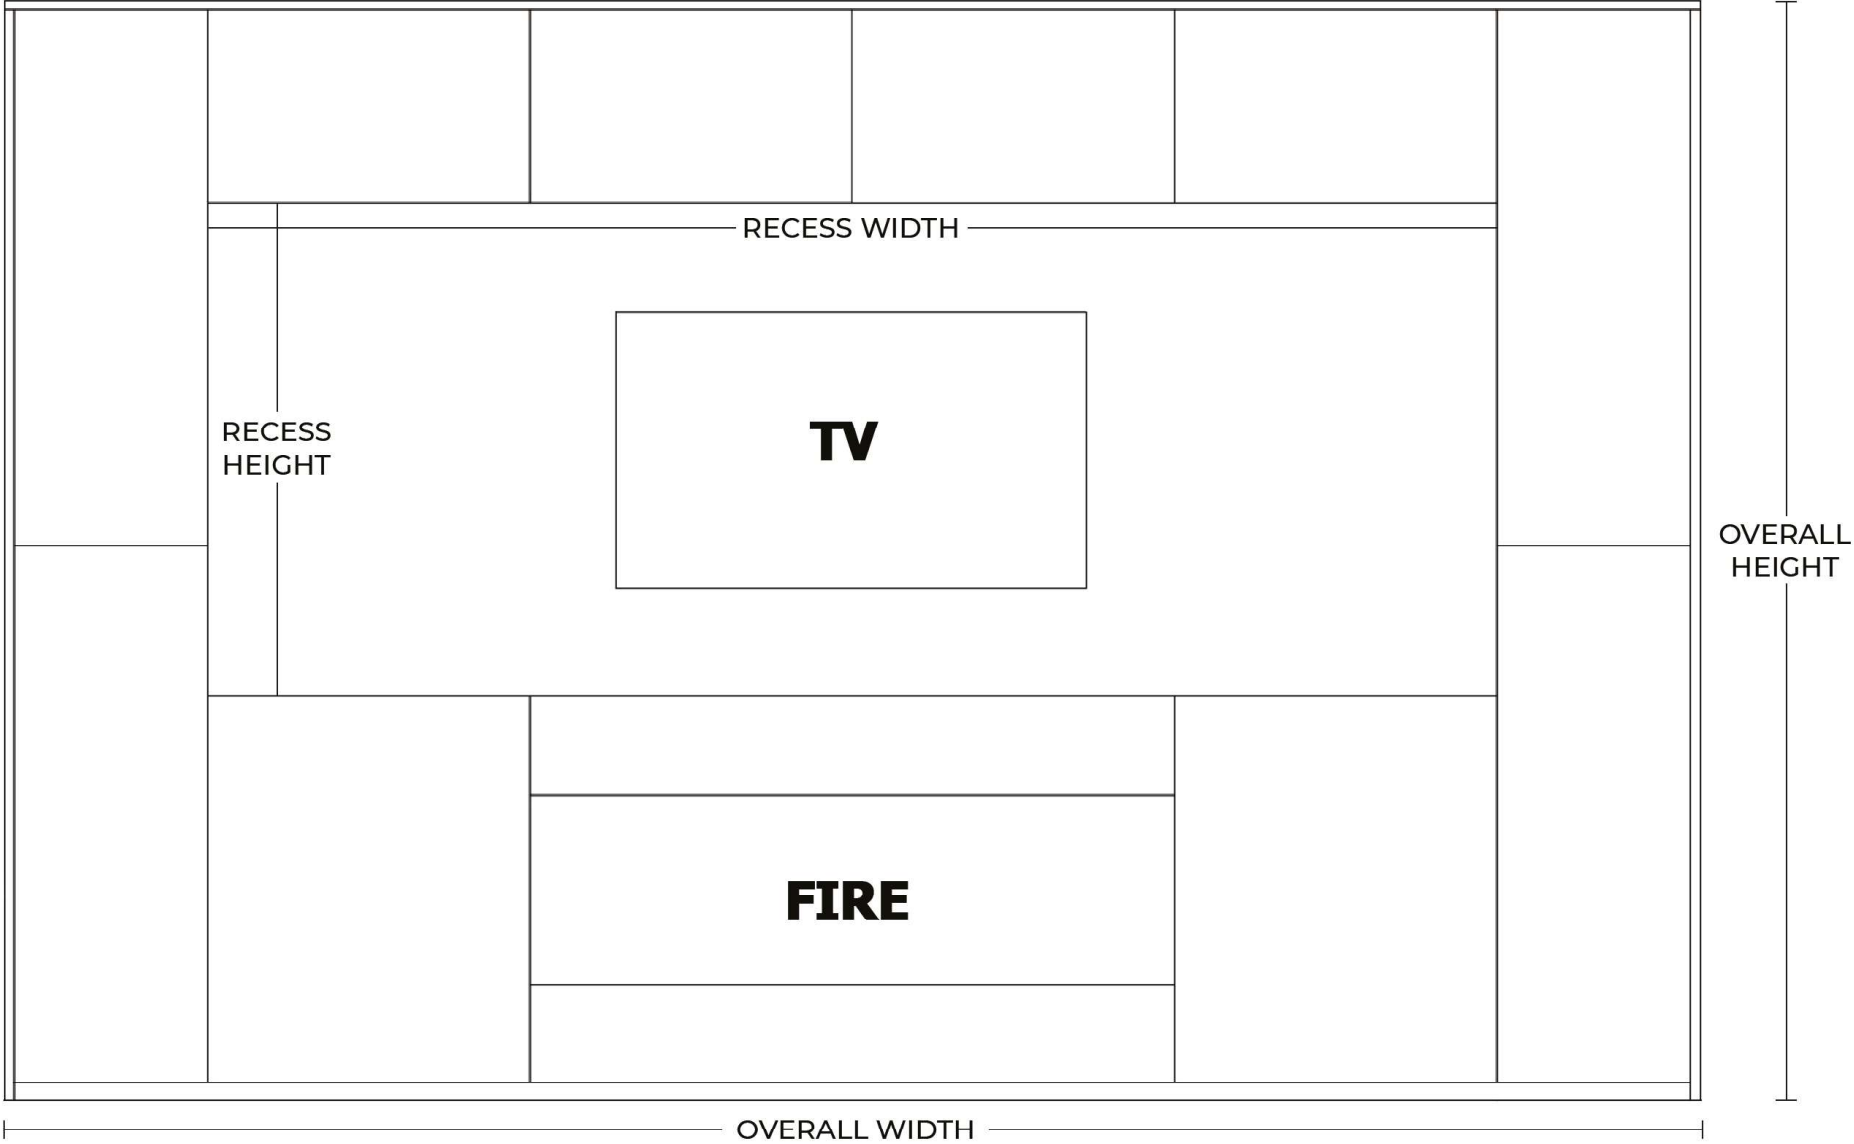 RECESS WIDTH
TV
RECESS
HEIGHT
OVERALL
HEIGHT
FIRE
OVERALL WIDTH